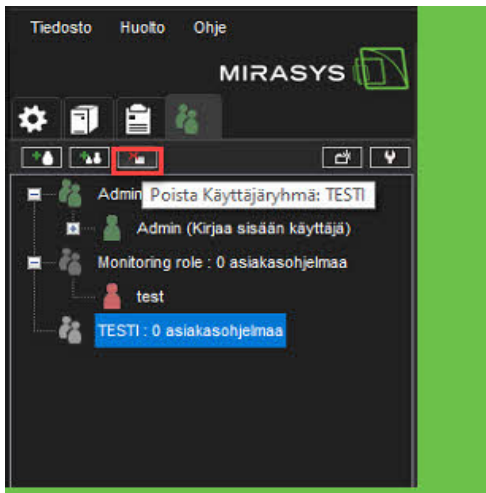 Tiedosto Huolto Ohje
MIRASYS
Poista Käyttäjäryhmä: TESTI
Admin
Admin (Kirjaa sisään käyttäjä)
Monitoring role : 0 asiakasohjelmaa
test
TESTI : 0 asiakasohjelmaa